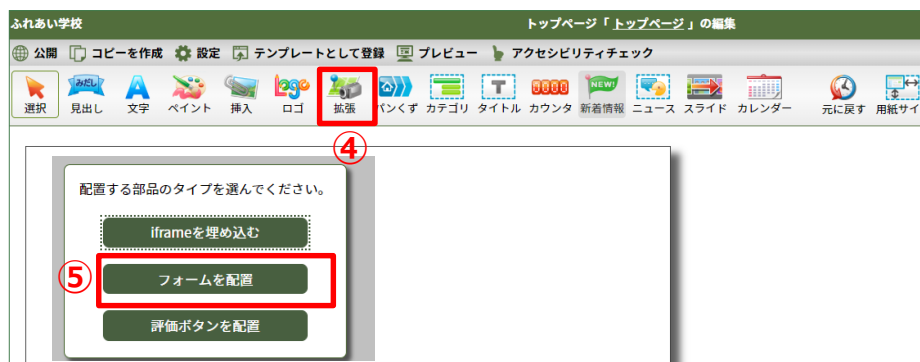 ふれあい学校 トップページ「 トップページ 」の編集
公開 コピーを作成 設定 テンプレートとして登録 プレビュー アクセシビリティチェック
みだし logo 0000 NEW!
選択 見出し 文字 ペイント 挿入 ロゴ 拡張 パンくず カテゴリ タイトル カウンタ 新着情報 ニュース スライド カレンダー 元に戻す 用紙サイ
④
配置する部品のタイプを選んでください。
iframeを埋め込む
⑤ フォームを配置
評価ボタンを配置